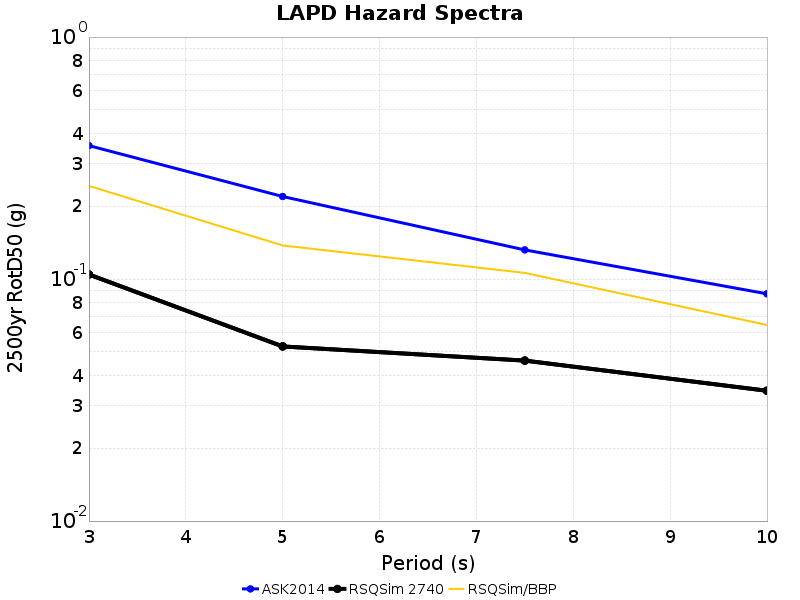 LAPD Hazard Spectra
10^0
8
6
4
3
2
10^-1
8
6
4
3
2
10^-2
2500yr RotD50 (g)
3 4 5 6 7 8 9 10
Period (s)
ASK2014 RSQSim 2740 RSQSim/BBP